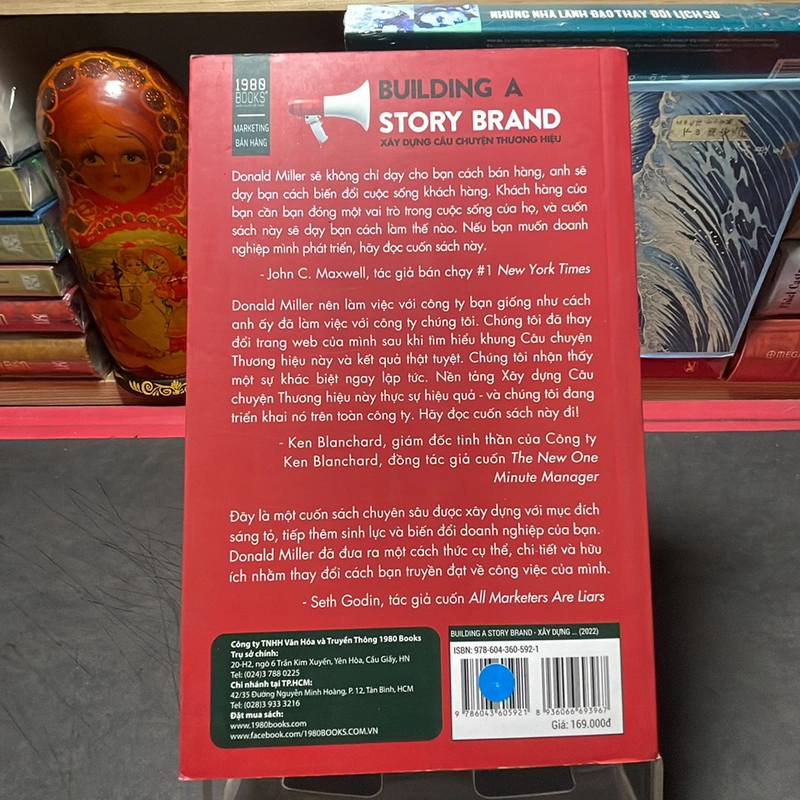 NHỮNG NHÀ LÃNH ĐẠO THAY ĐỔI LỊCH SỬ
1980
BOOKS
MARKETING
BÁN HÀNG
BUILDING A
STORY BRAND
XÂY DỰNG CÂU CHUYỆN THƯƠNG HIỆU
Donald Miller sẽ không chỉ dạy cho bạn cách bán hàng, anh sẽ
dạy bạn cách biến đổi cuộc sống khách hàng. Khách hàng của
bạn cần bạn đóng một vai trò trong cuộc sống của họ, và cuốn
sách này sẽ dạy bạn cách làm thế nào. Nếu bạn muốn doanh
nghiệp mình phát triển, hãy đọc cuốn sách này.
- John C. Maxwell, tác giả bán chạy #1 New York Times
Donald Miller nên làm việc với công ty bạn giống như cách
anh ấy đã làm việc với công ty chúng tôi. Chúng tôi đã thay
đổi trang web của mình sau khi tìm hiểu khung Câu chuyện
Thương hiệu này và kết quả thật tuyệt. Chúng tôi nhận thấy
một sự khác biệt ngay lập tức. Nền tảng Xây dựng Câu
chuyện Thương hiệu này thực sự hiệu quả - và chúng tôi đang
triển khai nó trên toàn công ty. Hãy đọc cuốn sách này đi!
- Ken Blanchard, giám đốc tinh thần của Công ty
Ken Blanchard, đồng tác giả cuốn The New One
Minute Manager
Đây là một cuốn sách chuyên sâu được xây dựng với mục đích
sáng tỏ, tiếp thêm sinh lực và biến đổi doanh nghiệp của bạn.
Donald Miller đã đưa ra một cách thức cụ thể, chi tiết và hữu
ích nhằm thay đổi cách bạn truyền đạt về công việc của mình.
- Seth Godin, tác giả cuốn All Marketers Are Liars
Công ty TNHH Văn Hóa và Truyền Thông 1980 Books
Trụ sở chính:
20-H2, ngõ 6 Trần Kim Xuyến, Yên Hòa, Cầu Giấy, HN
Tel: (024)3 788 0225
Chi nhánh tại TP.HCM:
42/35 Đường Nguyễn Minh Hoàng, P. 12, Tân Bình, HCM
Tel: (028)3 933 3216
Đặt mua sách:
www.1980books.com
www.facebook.com/1980BOOKS.COM.VN
BUILDING A STORY BRAND - XÂY DỰNG ... (2022)
ISBN: 978-604-360-592-1
9 786043 605921
8 936066 693967
Giá: 169.000đ
OMEGA